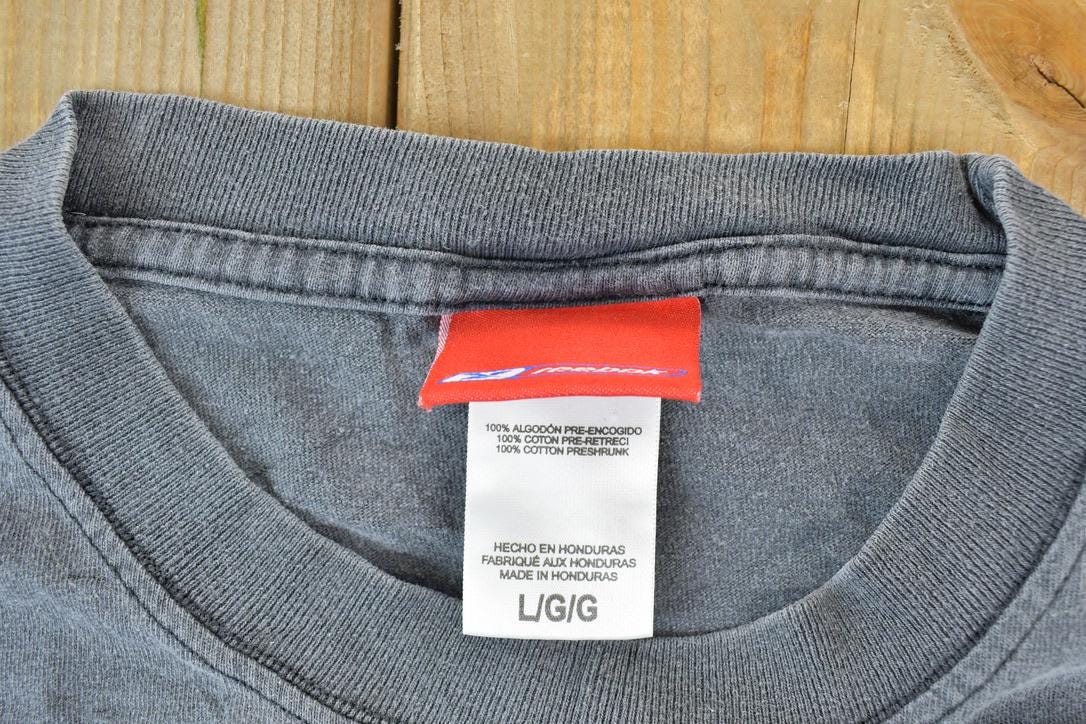 Reebok
100% ALGODÓN PRE-ENCOGIDO
100% COTON PRE-RETRECI
100% COTTON PRESHRUNK
HECHO EN HONDURAS
FABRIQUÉ AUX HONDURAS
MADE IN HONDURAS
L/G/G